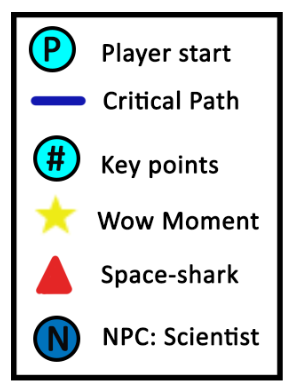 P Player start
Critical Path
# Key points
Wow Moment
Space-shark
N NPC: Scientist